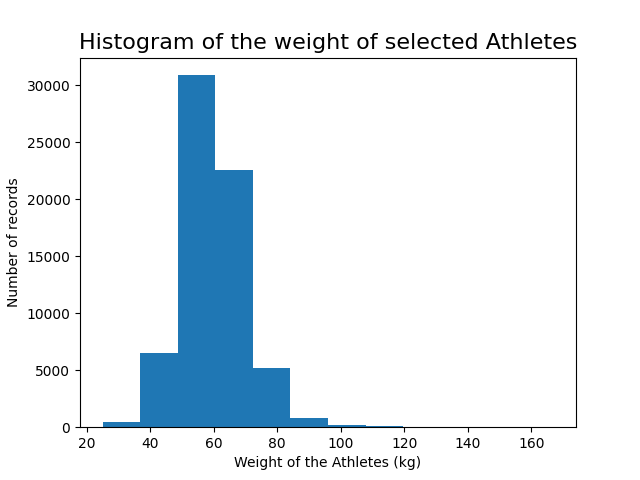 Histogram of the weight of selected Athletes
30000
25000
20000
15000
10000
5000
0
Number of records
20 40 60 80 100 120 140 160
Weight of the Athletes (kg)